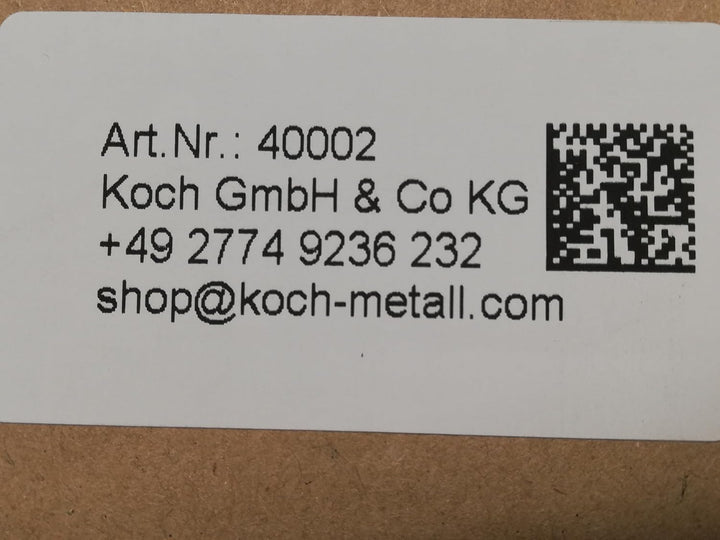 Art.Nr.: 40002
Koch GmbH & Co KG
+49 2774 9236 232
shop@koch-metall.com